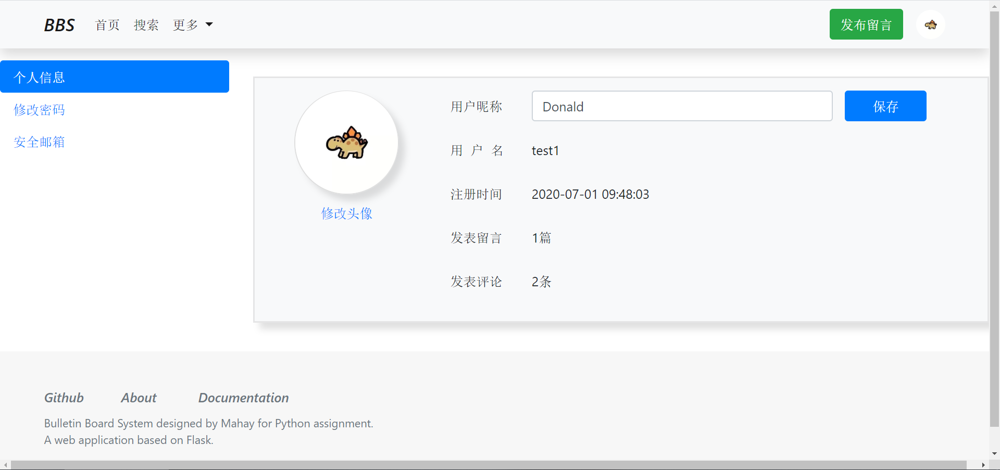 BBS 首页 搜索 更多 发布留言
个人信息
修改密码
安全邮箱
修改头像
用户昵称 Donald 保存
用 户 名 test1
注册时间 2020-07-01 09:48:03
发表留言 1篇
发表评论 2条
Github About Documentation
Bulletin Board System designed by Mahay for Python assignment.
A web application based on Flask.